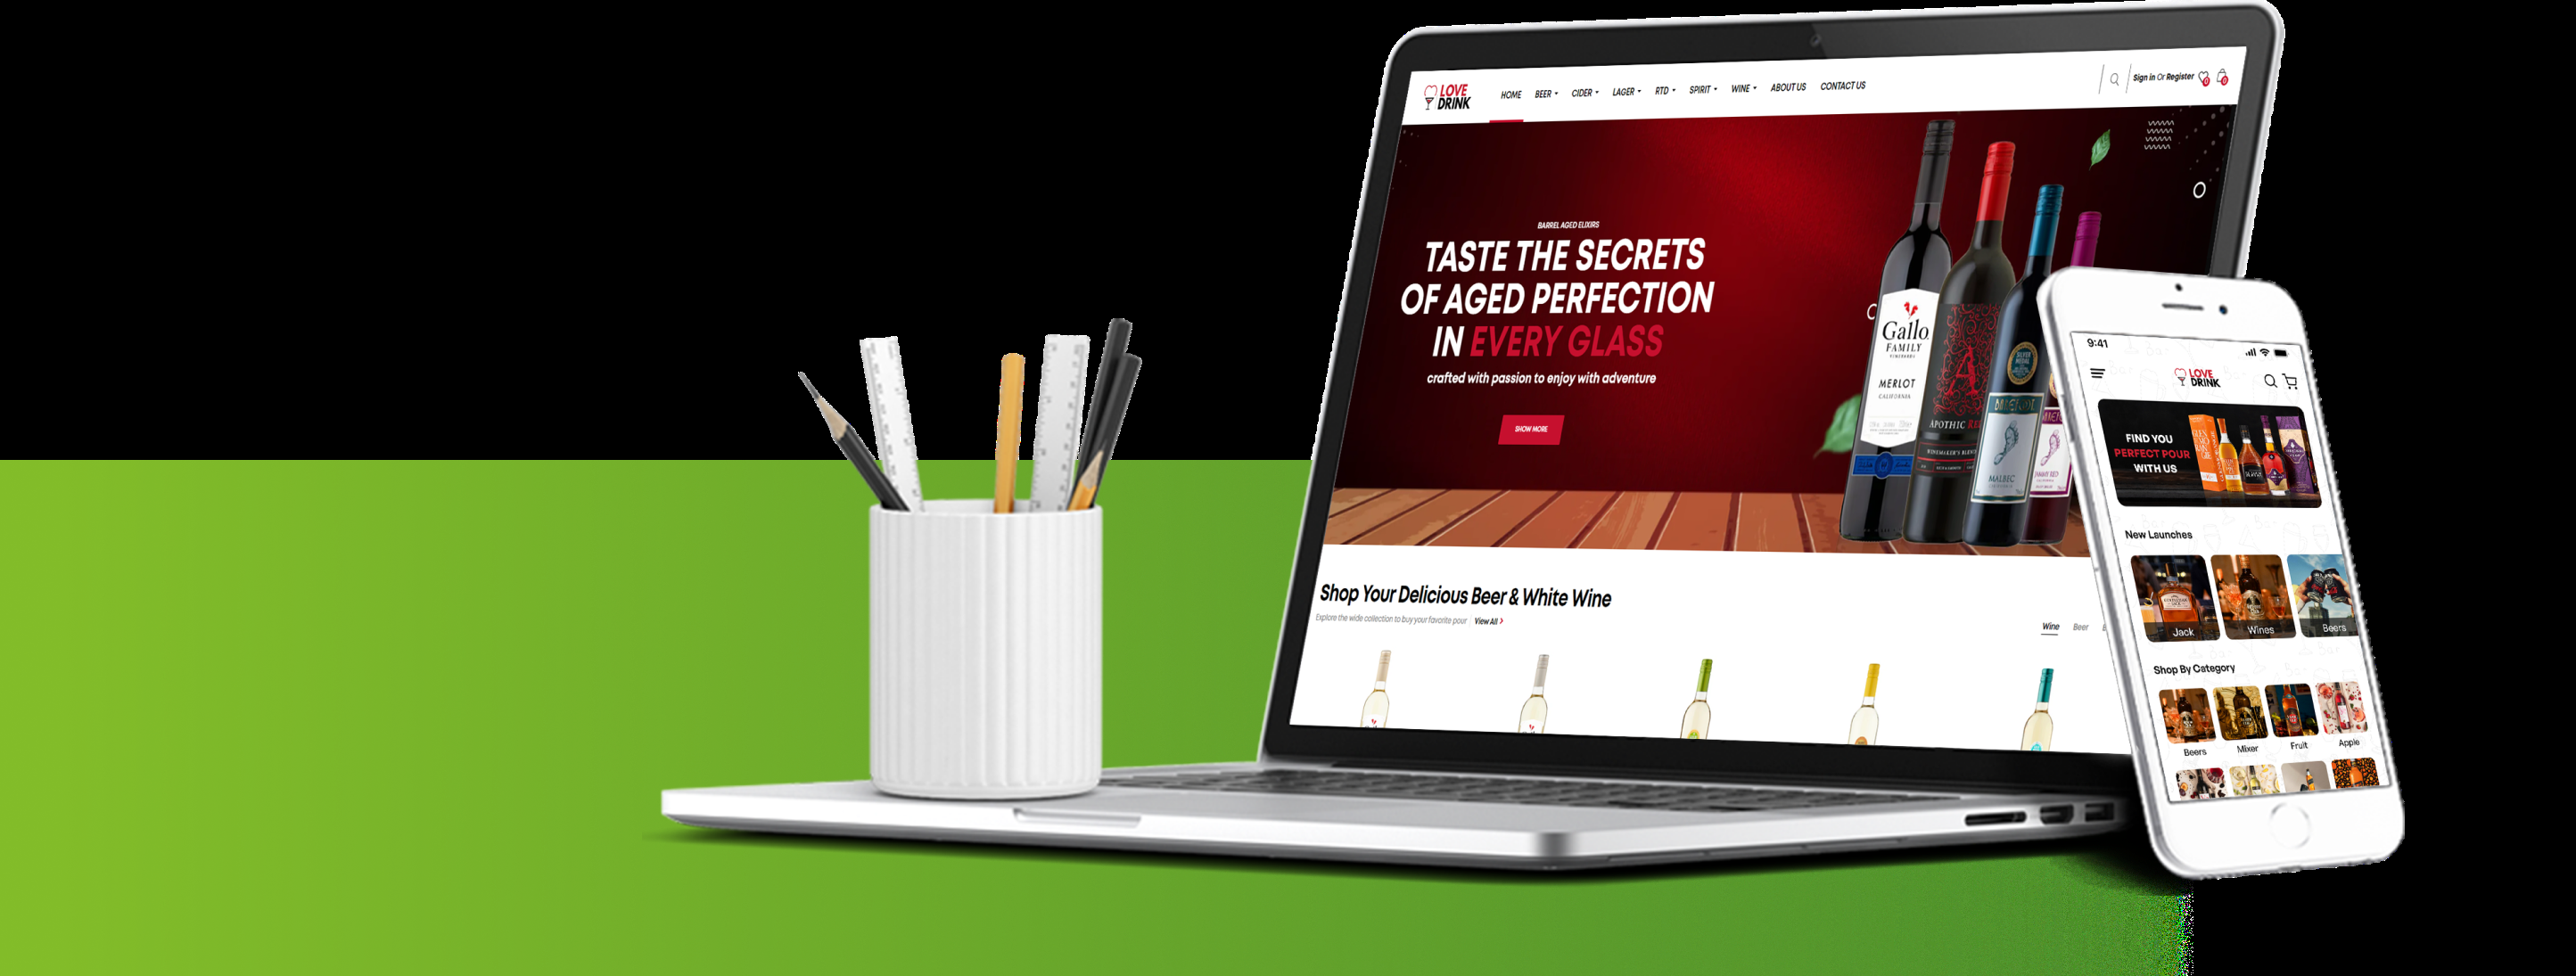 LOVE
DRINK
HOME BEER CIDER LAGER RTD SPIRIT WINE ABOUT US CONTACT US
Sign in Or Register
0 0
BARREL AGED ELIXIRS
TASTE THE SECRETS
OF AGED PERFECTION
IN EVERY GLASS
crafted with passion to enjoy with adventure
SHOW MORE
Gallo
FAMILY
VINEYARDS
MERLOT
CALIFORNIA
APOTHIC
MALBEC
Shop Your Delicious Beer & White Wine
Explore the wide collection to buy your favorite pour View All >
Wine Beer
9:41
LOVE
DRINK
FIND YOU
PERFECT POUR
WITH US
New Launches
Jack Wines Beers
Shop By Category
Beers Mixer Fruit Apple